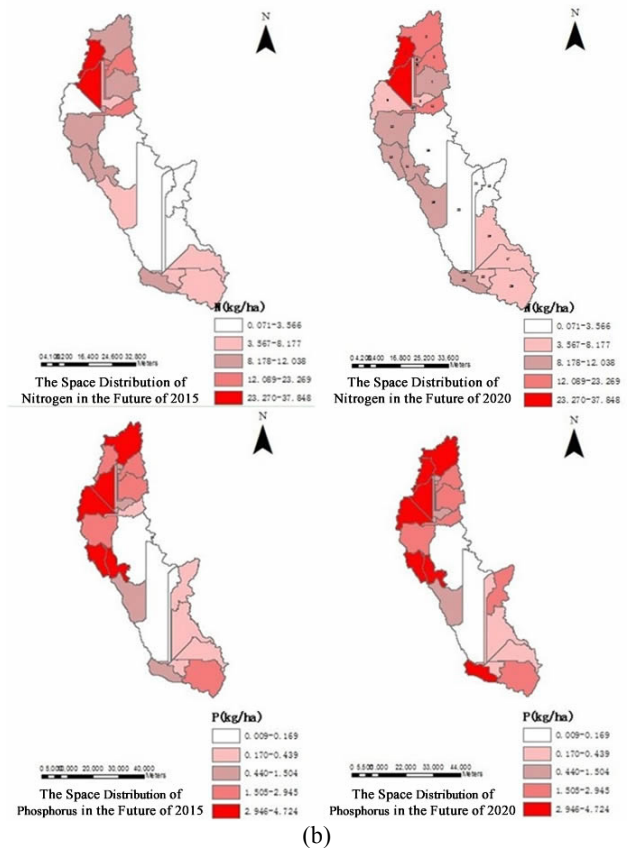 N
N
N(kg/ha)
0.071-3.566
3.567-8.177
8.178-12.038
12.089-23.269
23.270-37.848
Meters
The Space Distribution of
Nitrogen in the Future of 2015
N(kg/ha)
0.071-3.566
3.567-8.177
8.178-12.038
12.089-23.269
23.270-37.848
Meters
The Space Distribution of
Nitrogen in the Future of 2020
N
N
P(kg/ha)
0.009-0.169
0.170-0.439
0.440-1.504
1.505-2.945
2.946-4.724
Meters
The Space Distribution of
Phosphorus in the Future of 2015
P(kg/ha)
0.009-0.169
0.170-0.439
0.440-1.504
1.505-2.945
2.946-4.724
Meters
The Space Distribution of
Phosphorus in the Future of 2020
(b)